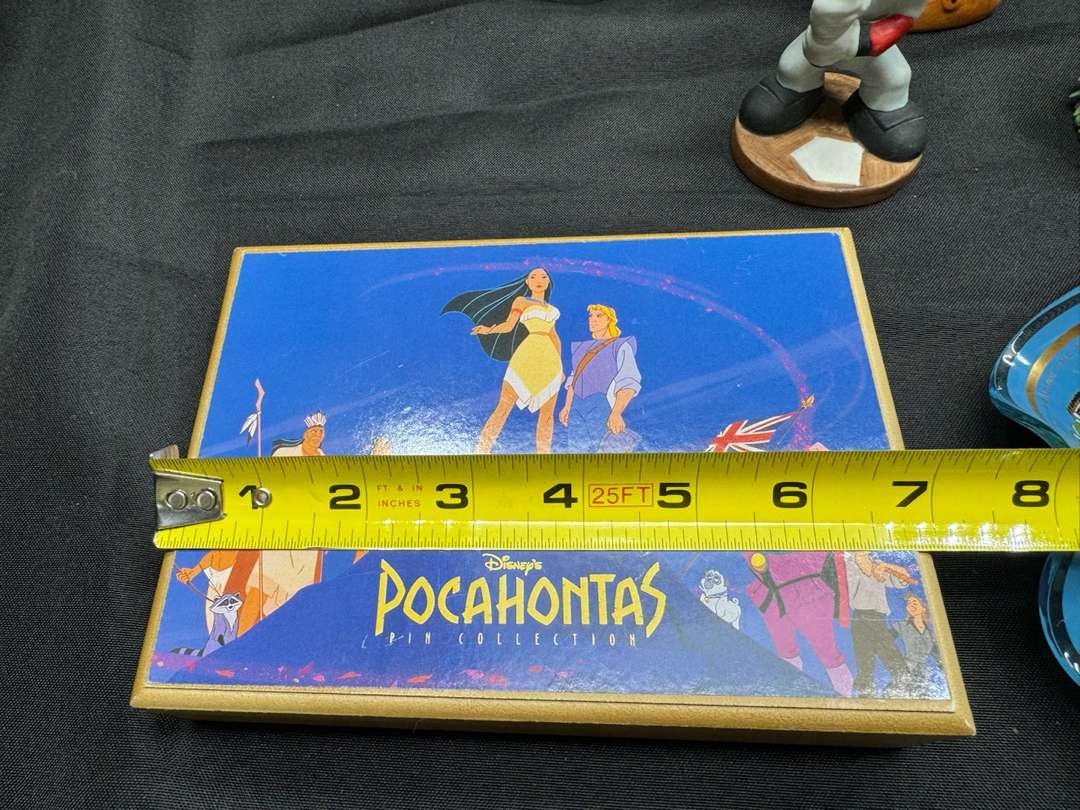 1 2 FT. & IN 3 4 25FT 5 6 7 8
INCHES
DISNEY'S
POCAHONTAS
PIN COLLECTION